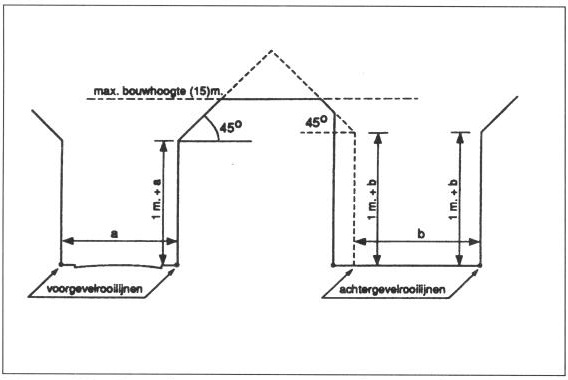 max. bouwhoogte (15)m.
45°
45°
1 m. + a
1 m. + b
1 m. + b
a
b
voorgevelrooilijnen
achtergevelrooilijnen